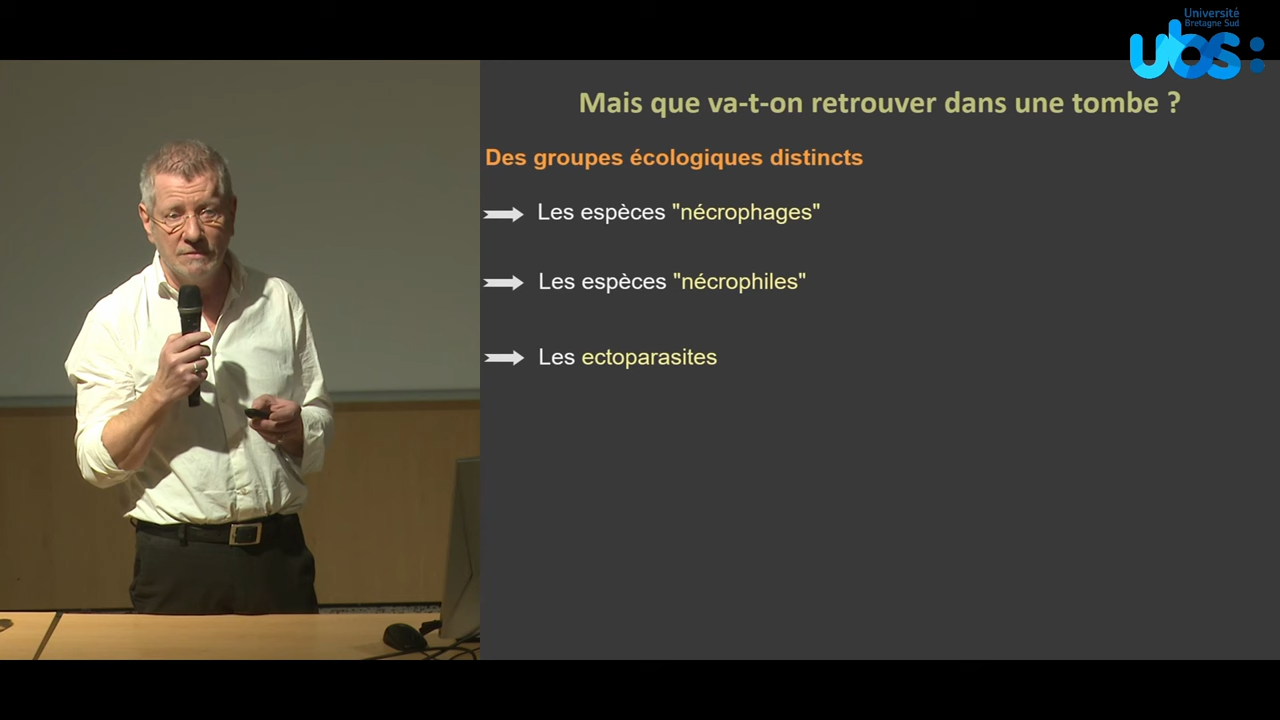 Université
Bretagne Sud
ubs:
Mais que va-t-on retrouver dans une tombe ?
Des groupes écologiques distincts
Les espèces "nécrophages"
Les espèces "nécrophiles"
Les ectoparasites